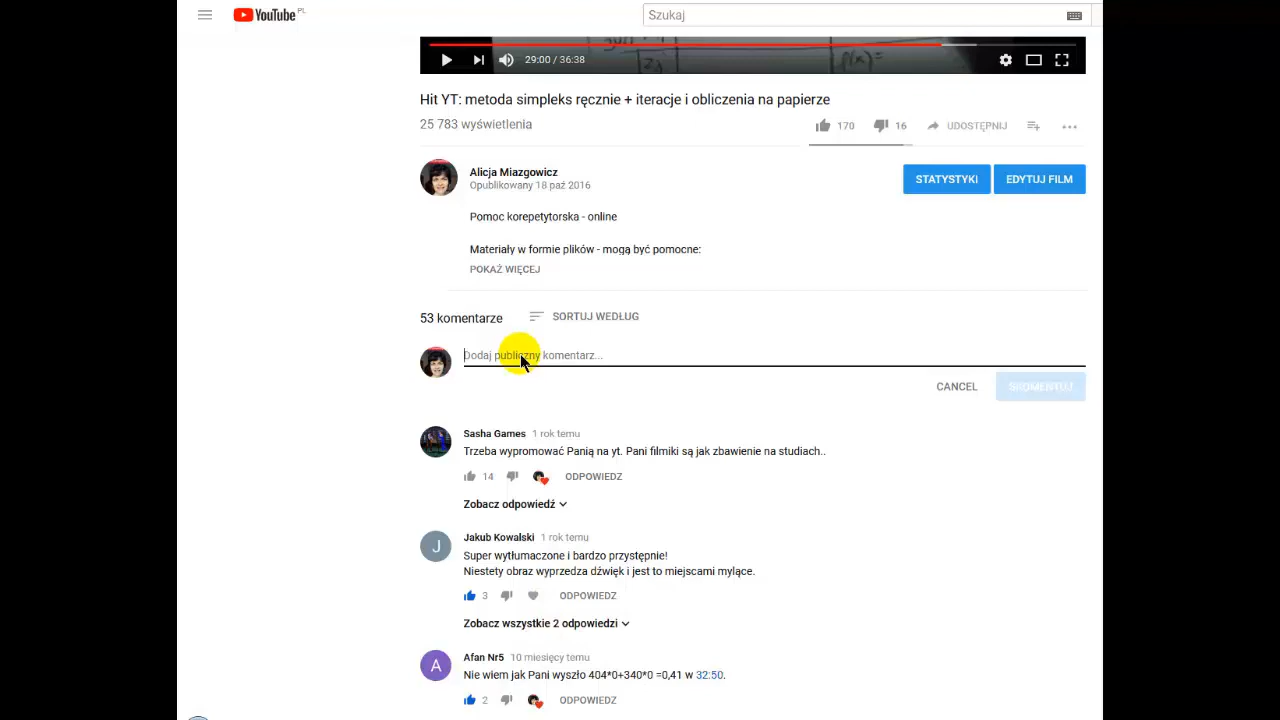 YouTube PL
Szukaj
29:00 / 36:38
Hit YT: metoda simpleks ręcznie + iteracje i obliczenia na papierze
25 783 wyświetlenia
170
16
UDOSTĘPNIJ
Alicja Miazgowicz
Opublikowany 18 paź 2016
STATYSTYKI
EDYTUJ FILM
Pomoc korepetytorska - online
Materiały w formie plików - mogą być pomocne:
POKAŻ WIĘCEJ
53 komentarze
SORTUJ WEDŁUG
Dodaj publiczny komentarz...
CANCEL
SKOMENTUJ
Sasha Games 1 rok temu
Trzeba wypromować Panią na yt. Pani filmiki są jak zbawienie na studiach..
14
ODPOWIEDZ
Zobacz odpowiedź
J
Jakub Kowalski 1 rok temu
Super wytłumaczone i bardzo przystępnie!
Niestety obraz wyprzedza dźwięk i jest to miejscami mylące.
3
ODPOWIEDZ
Zobacz wszystkie 2 odpowiedzi
A
Afan Nr5 10 miesięcy temu
Nie wiem jak Pani wyszło 404*0+340*0 =0,41 w 32:50.
2
ODPOWIEDZ